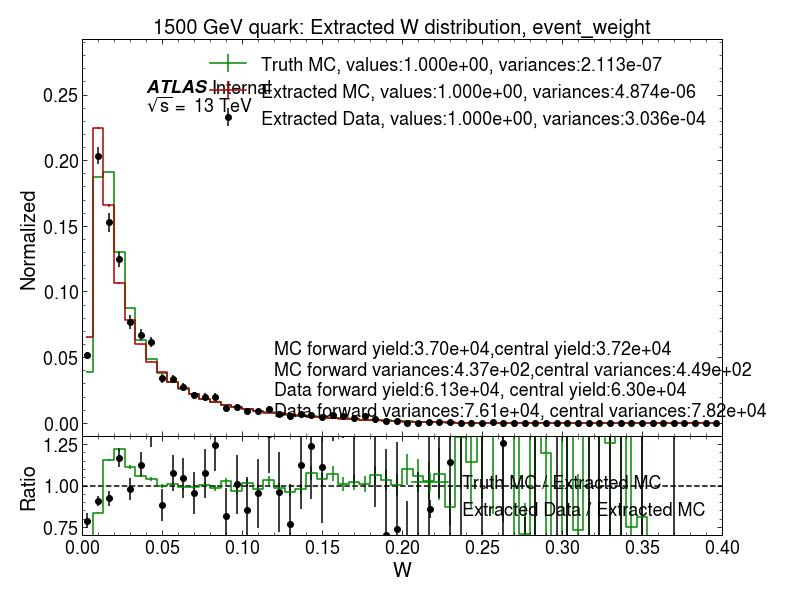 1500 GeV quark: Extracted W distribution, event_weight
Truth MC, values:1.000e+00, variances:2.113e-07
ATLAS Internal
Extracted MC, values:1.000e+00, variances:4.874e-06
√s = 13 TeV
Extracted Data, values:1.000e+00, variances:3.036e-04
Normalized
0.25
0.20
0.15
0.10
0.05
0.00
MC forward yield:3.70e+04,central yield:3.72e+04
MC forward variances:4.37e+02,central variances:4.49e+02
Data forward yield:6.13e+04, central yield:6.30e+04
Data forward variances:7.61e+04, central variances:7.82e+04
Ratio
1.25
1.00
0.75
Truth MC / Extracted MC
Extracted Data / Extracted MC
0.00 0.05 0.10 0.15 0.20 0.25 0.30 0.35 0.40
W